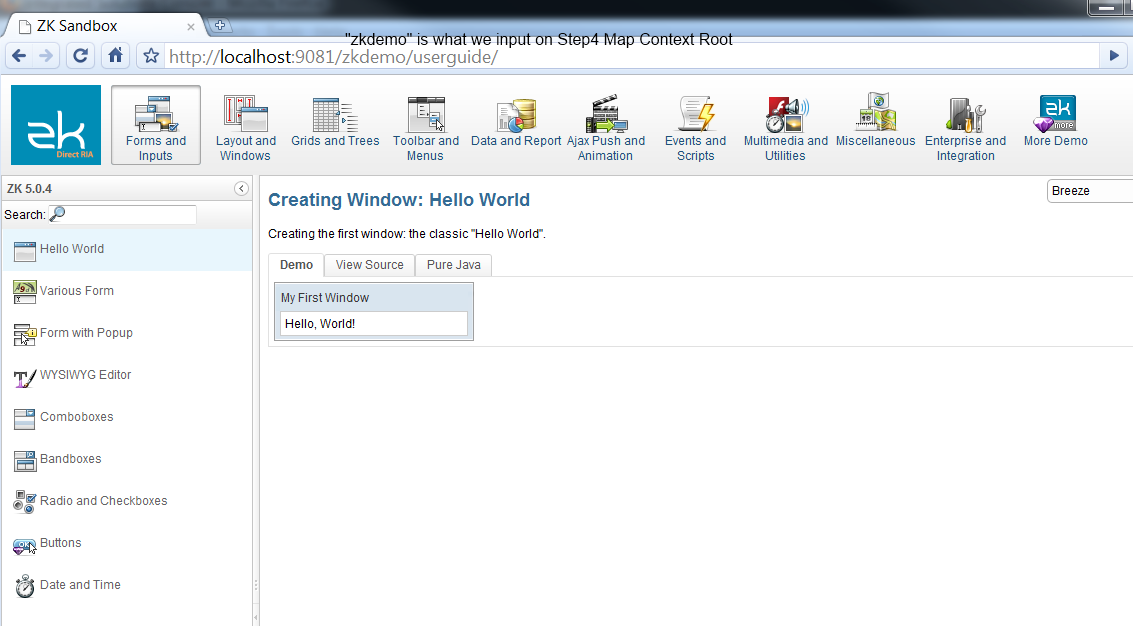 ZK Sandbox
"zkdemo" is what we input on Step4 Map Context Root
http://localhost:9081/zkdemo/userguide/
zk
Direct RIA
Forms and
Inputs
Layout and
Windows
Grids and Trees
Toolbar and
Menus
Data and Report
Ajax Push and
Animation
Events and
Scripts
Multimedia and
Utilities
Miscellaneous
Enterprise and
Integration
zk
more
More Demo
ZK 5.0.4
Search:
Hello World
Various Form
Form with Popup
WYSIWYG Editor
Comboboxes
Bandboxes
Radio and Checkboxes
Buttons
Date and Time
Creating Window: Hello World
Breeze
Creating the first window: the classic "Hello World".
Demo
View Source
Pure Java
My First Window
Hello, World!